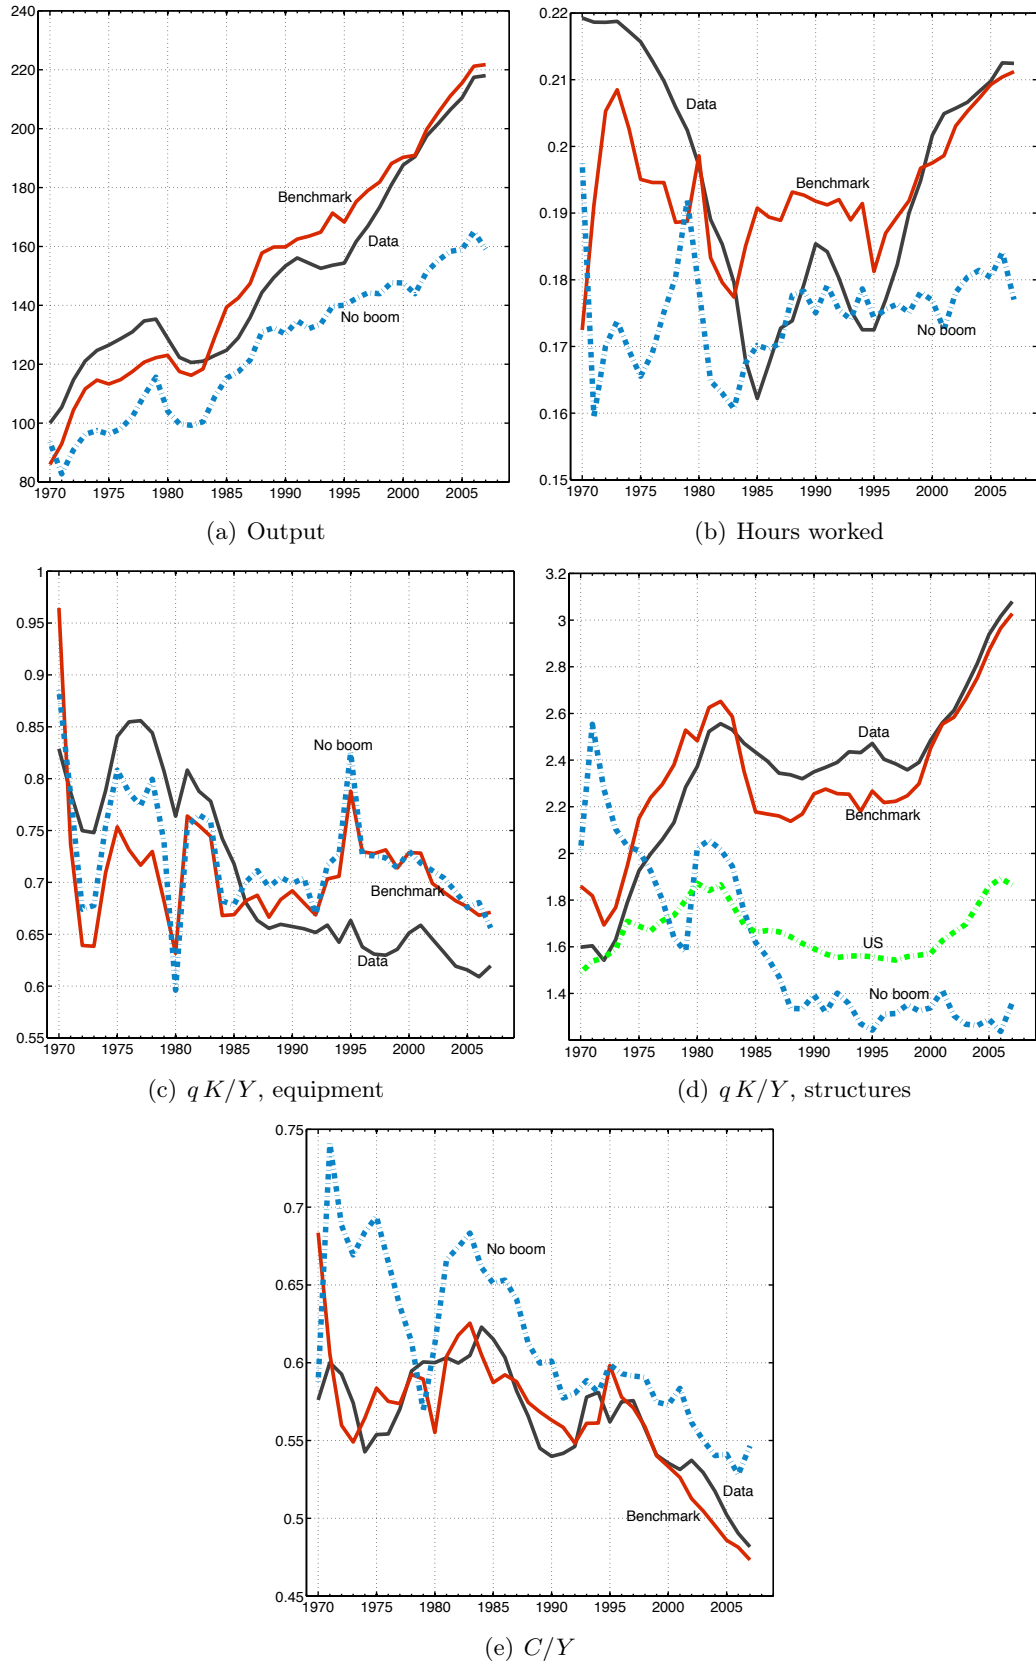 240
220
200
180
160
140
120
100
80
Benchmark
Data
No boom
1970 1975 1980 1985 1990 1995 2000 2005
(a) Output
0.22
0.21
0.2
0.19
0.18
0.17
0.16
0.15
Data
Benchmark
No boom
1970 1975 1980 1985 1990 1995 2000 2005
(b) Hours worked
1
0.95
0.9
0.85
0.8
0.75
0.7
0.65
0.6
0.55
No boom
Benchmark
Data
1970 1975 1980 1985 1990 1995 2000 2005
(c) q K/Y, equipment
3.2
3
2.8
2.6
2.4
2.2
2
1.8
1.6
1.4
Data
Benchmark
US
No boom
1970 1975 1980 1985 1990 1995 2000 2005
(d) q K/Y, structures
0.75
0.7
0.65
0.6
0.55
0.5
0.45
No boom
Data
Benchmark
1970 1975 1980 1985 1990 1995 2000 2005
(e) C/Y